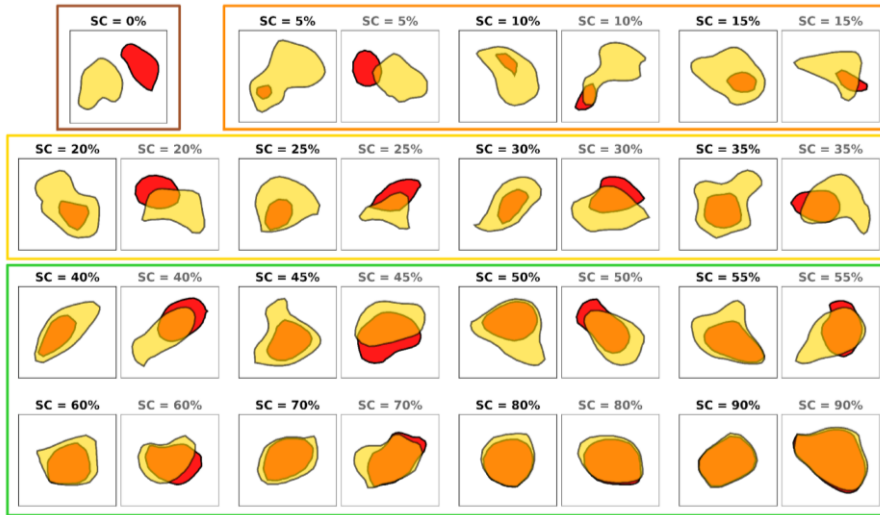 SC = 0% SC = 5% SC = 5% SC = 10% SC = 10% SC = 15% SC = 15%
SC = 20% SC = 20% SC = 25% SC = 25% SC = 30% SC = 30% SC = 35% SC = 35%
SC = 40% SC = 40% SC = 45% SC = 45% SC = 50% SC = 50% SC = 55% SC = 55%
SC = 60% SC = 60% SC = 70% SC = 70% SC = 80% SC = 80% SC = 90% SC = 90%